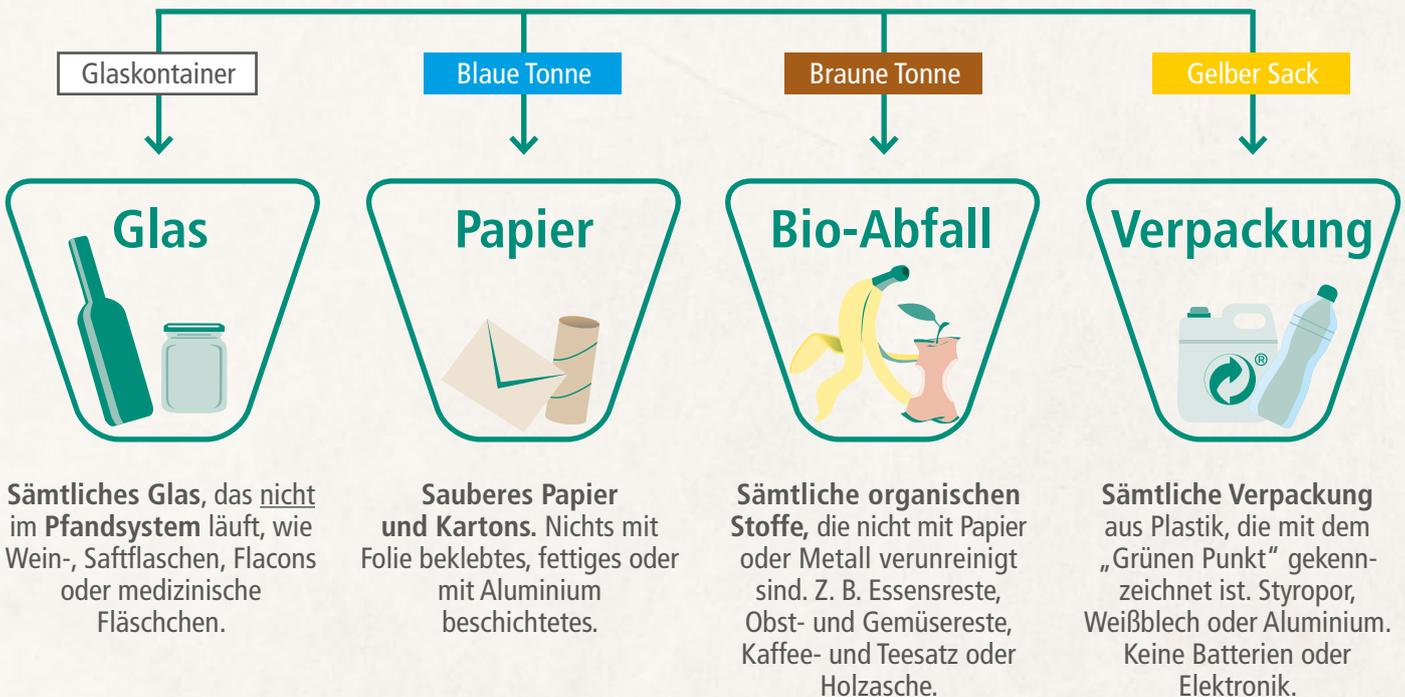 Glaskontainer
Blaue Tonne
Braune Tonne
Gelber Sack
Glas
Papier
Bio-Abfall
Verpackung
®
Sämtliches Glas, das nicht
im Pfandsystem läuft, wie
Wein-, Saftflaschen, Flacons
oder medizinische
Fläschchen.
Sauberes Papier
und Kartons. Nichts mit
Folie beklebtes, fettiges oder
mit Aluminium
beschichtetes.
Sämtliche organischen
Stoffe, die nicht mit Papier
oder Metall verunreinigt
sind. Z. B. Essensreste,
Obst- und Gemüsereste,
Kaffee- und Teesatz oder
Holzasche.
Sämtliche Verpackung
aus Plastik, die mit dem
„Grünen Punkt“ gekenn-
zeichnet ist. Styropor,
Weißblech oder Aluminium.
Keine Batterien oder
Elektronik.